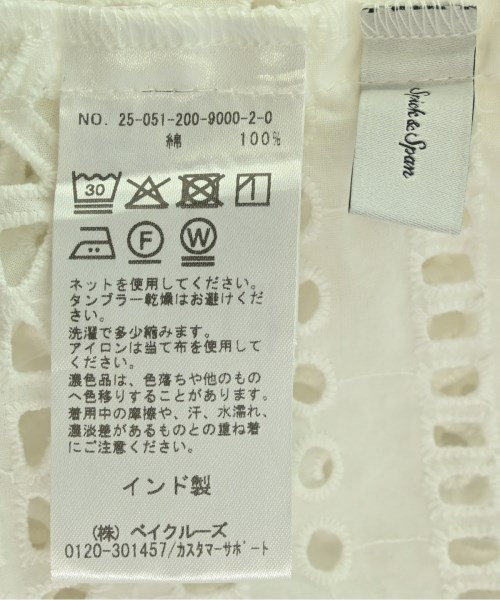 NO. 25-051-200-9000-2-0
綿 100%
30
F
W
ネットを使用してください。
タンブラー乾燥はお避けくだ
さい。
洗濯で多少縮みます。
アイロンは当て布を使用して
ください。
濃色品は、色落ちや他のもの
へ色移りすることがあります。
着用中の摩擦や、汗、水濡れ、
濃淡差があるものとの重ね着
にご注意ください。
インド製
(株) ベイクルーズ
0120-301457/カスタマーサポート
Spick & Span